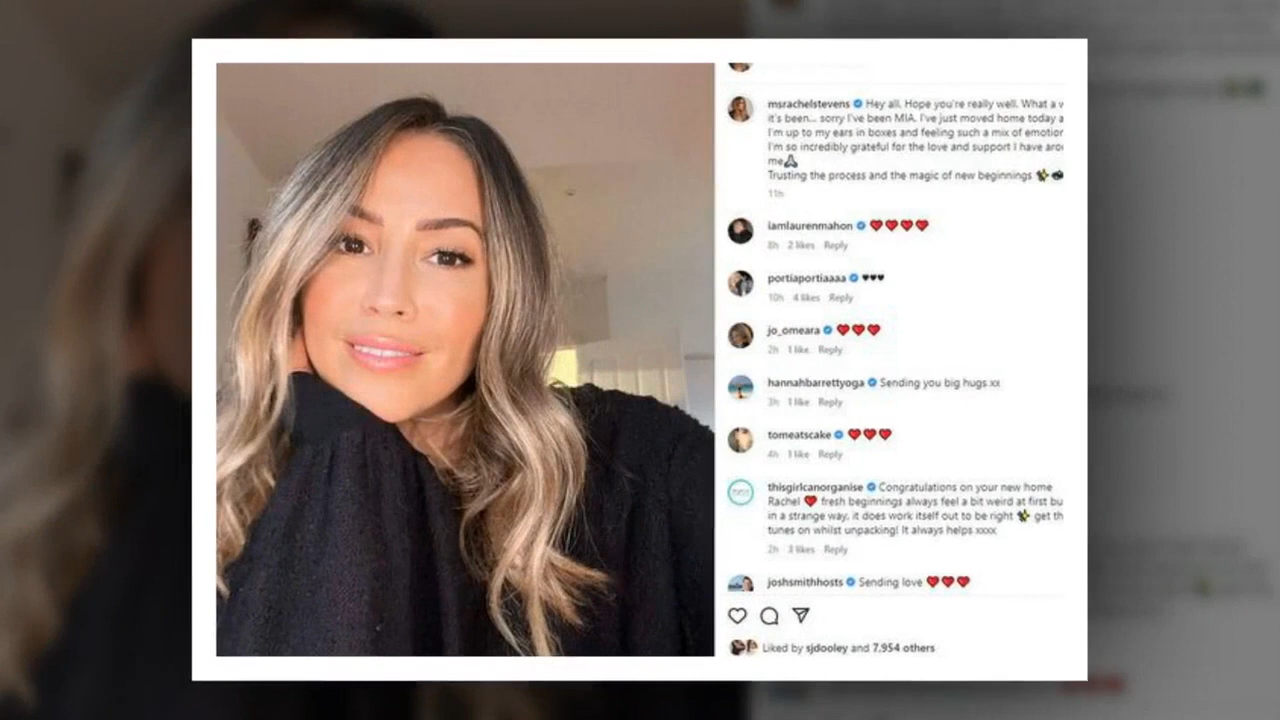 msrachelstevens Hey all. Hope you're really well. What a
it's been... sorry I've been MIA. I've just moved home today
I'm up to my ears in boxes and feeling such a mix of
I'm so incredibly grateful for the love and support I have
me🙏
Trusting the process and the magic of new beginnings ✨
11h
iamlaurenmahon ❤️❤️❤️❤️
8h 2 likes Reply
portiaportiaaaa ♥♥♥
10h 4 likes Reply
jo_omeara ❤️❤️❤️
2h 1 like Reply
hannahbarrettyoga Sending you big hugs xx
3h 1 like Reply
tomeatscake ❤️❤️❤️
4h 1 like Reply
thisgirlcanorganise Congratulations on your new home
Rachel ❤️ fresh beginnings always feel a bit weird at first
in a strange way, it does work itself out to be right ✨ get
tunes on whilst unpacking! It always helps xxxx
2h 3 likes Reply
joshsmithhosts Sending love ❤️❤️❤️
Liked by sjdooley and 7,954 others